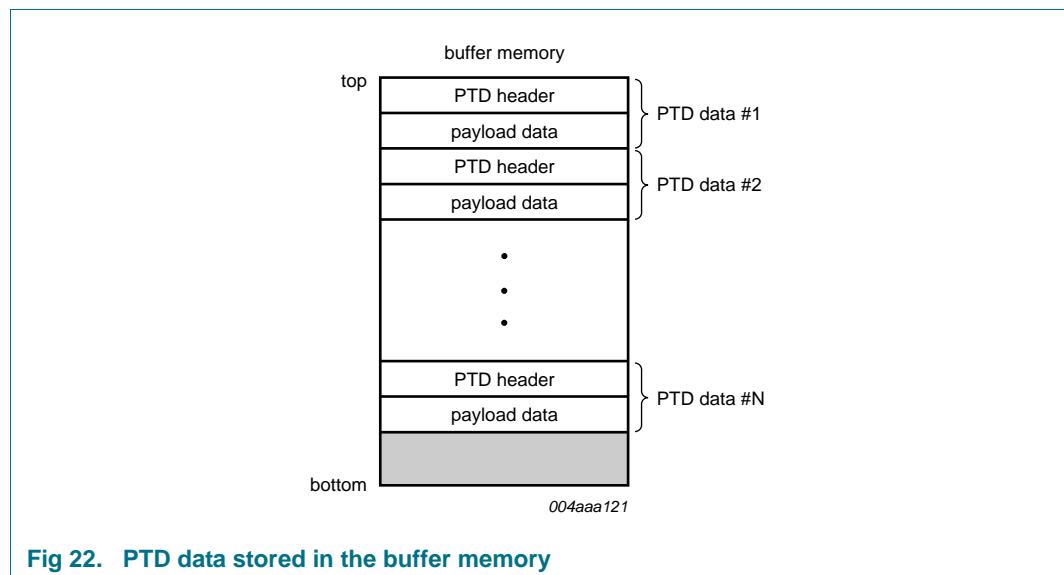 buffer memory
top
PTD header
payload data
PTD data #1
PTD header
payload data
PTD data #2
PTD header
payload data
PTD data #N
bottom
004aaa121
Fig 22. PTD data stored in the buffer memory